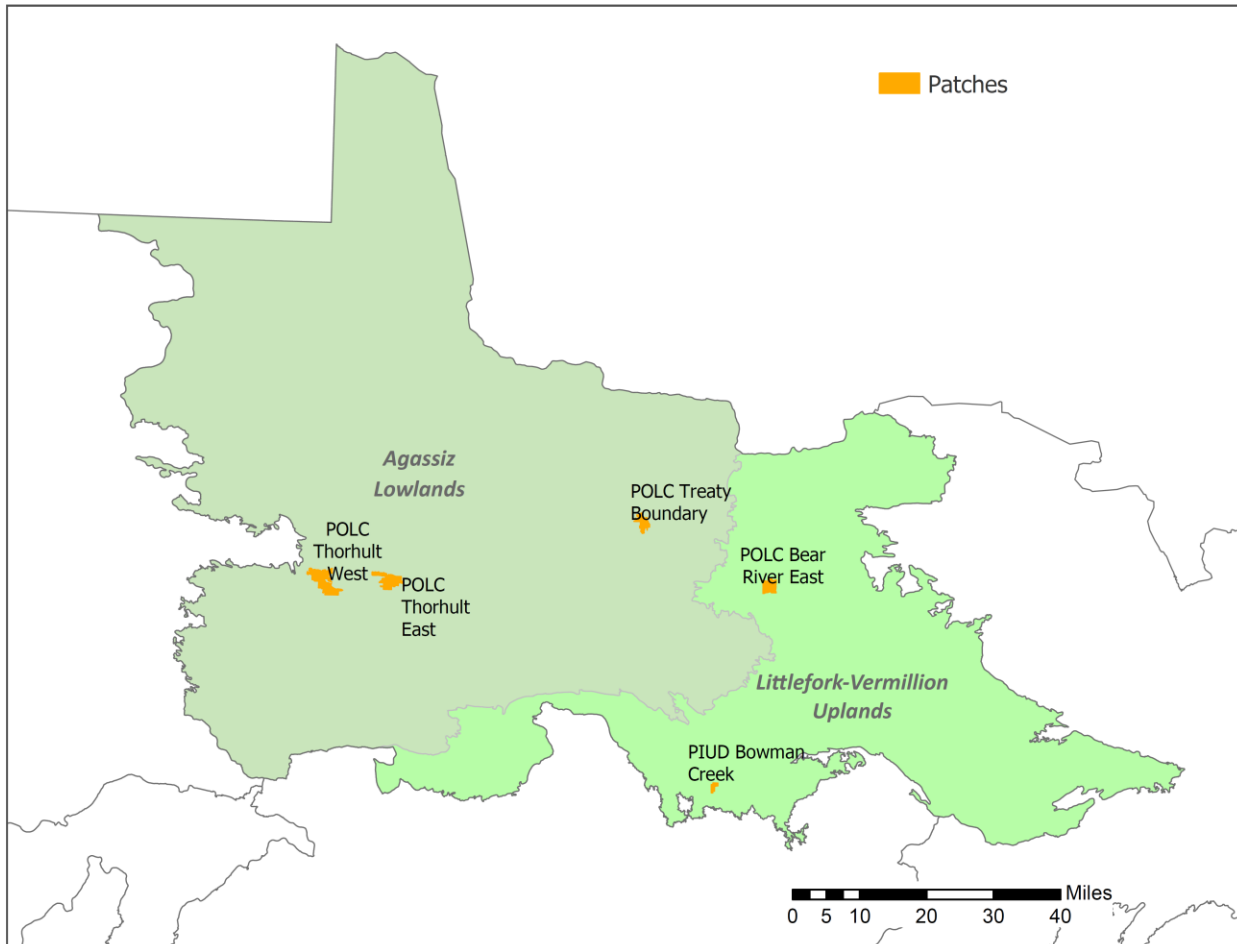 Patches
Agassiz
Lowlands
POLC Treaty
Boundary
POLC
Thorhult
West
POLC Bear
River East
POLC
Thorhult
East
Littlefork-Vermillion
Uplands
PIUD Bowman
Creek
Miles
0 5 10 20 30 40